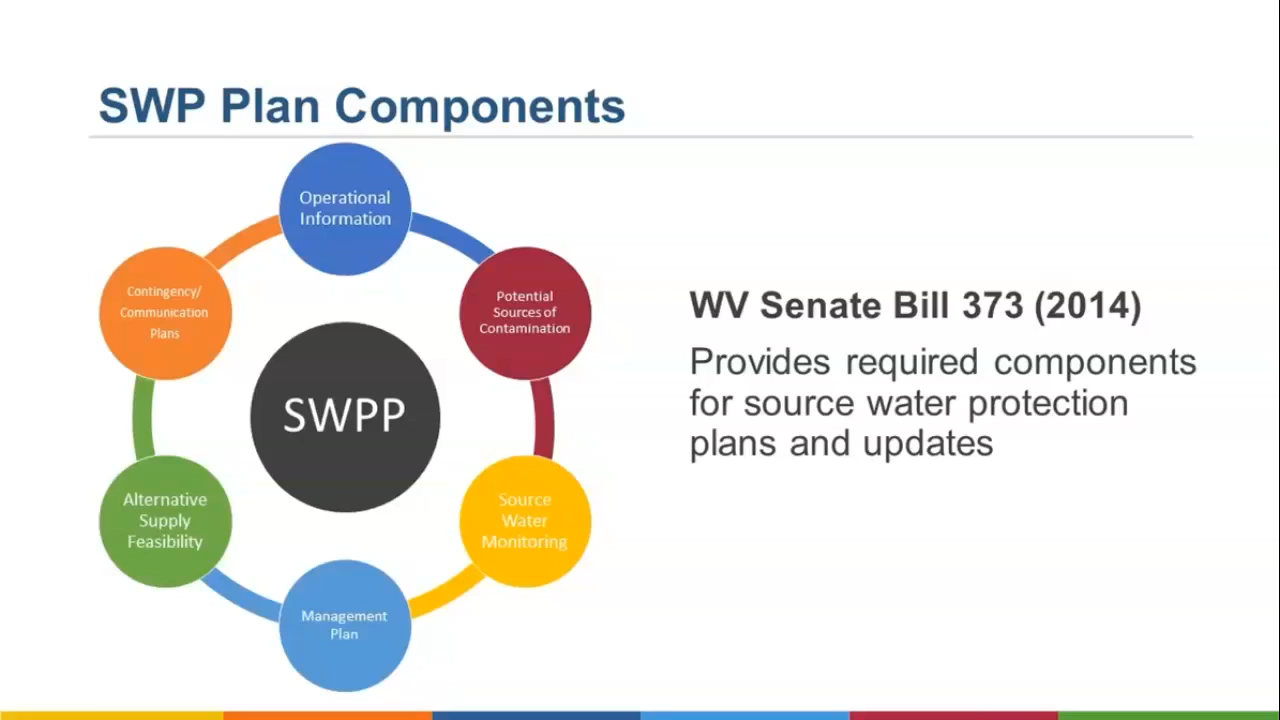 SWP Plan Components
Operational
Information
Potential
Sources of
Contamination
Source
Water
Monitoring
Management
Plan
Alternative
Supply
Feasibility
Contingency/
Communication
Plans
SWPP
WV Senate Bill 373 (2014)
Provides required components
for source water protection
plans and updates